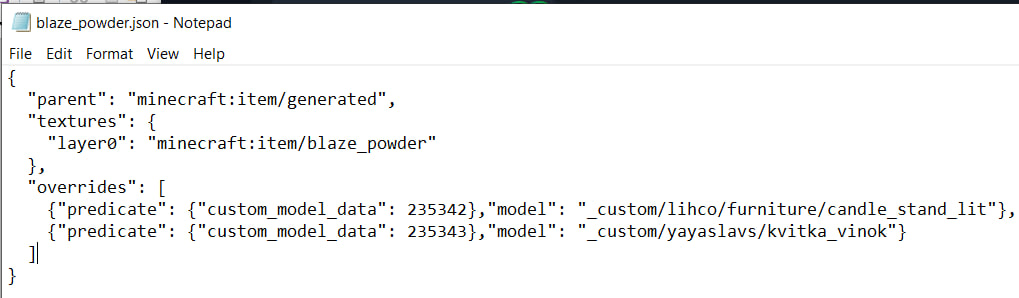 blaze_powder.json - Notepad
File Edit Format View Help
{
  "parent": "minecraft:item/generated",
  "textures": {
    "layer0": "minecraft:item/blaze_powder"
  },
  "overrides": [
    {"predicate": {"custom_model_data": 235342},"model": "_custom/lihco/furniture/candle_stand_lit"},
    {"predicate": {"custom_model_data": 235343},"model": "_custom/yayaslavs/kvitka_vinok"}
  ]
}